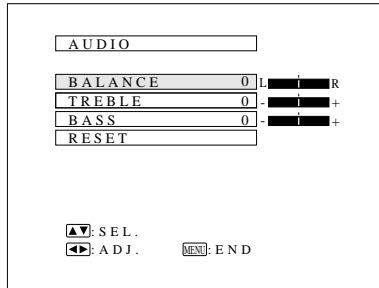 AUDIO
BALANCE 0 L R
TREBLE 0 - +
BASS 0 - +
RESET
▲▼: SEL.
◀▶: ADJ. MENU: END